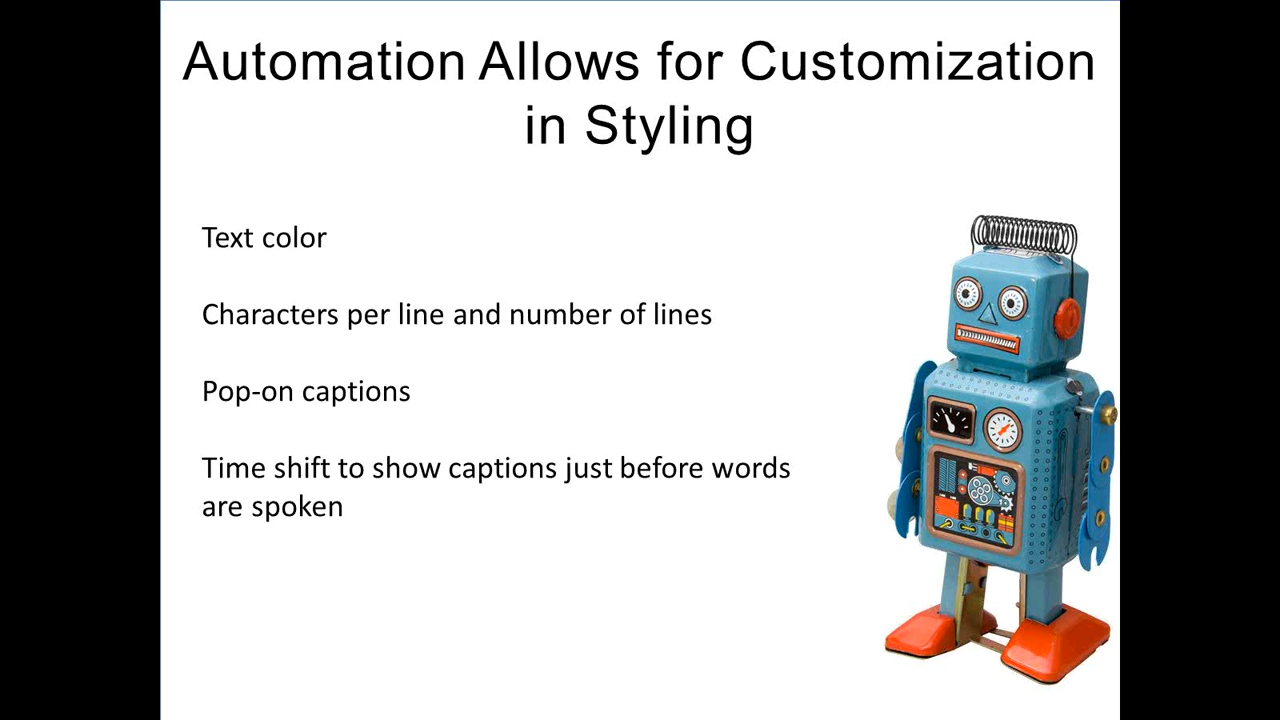 Automation Allows for Customization
in Styling
Text color
Characters per line and number of lines
Pop-on captions
Time shift to show captions just before words
are spoken